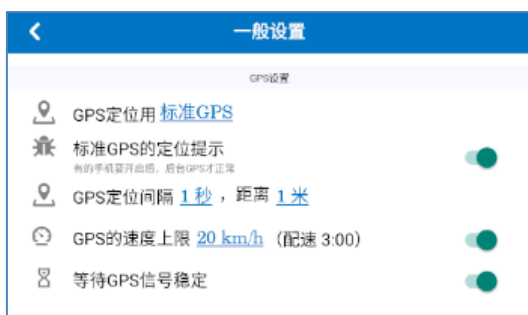 一般设置
GPS设置
GPS定位用 标准GPS
标准GPS的定位提示
有的手机要开启后，后台GPS才正常
GPS定位间隔 1 秒 ，距离 1 米
GPS的速度上限 20 km/h （配速 3:00）
等待GPS信号稳定